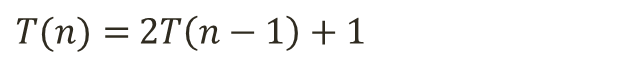 T(n) = 2T(n − 1) + 1